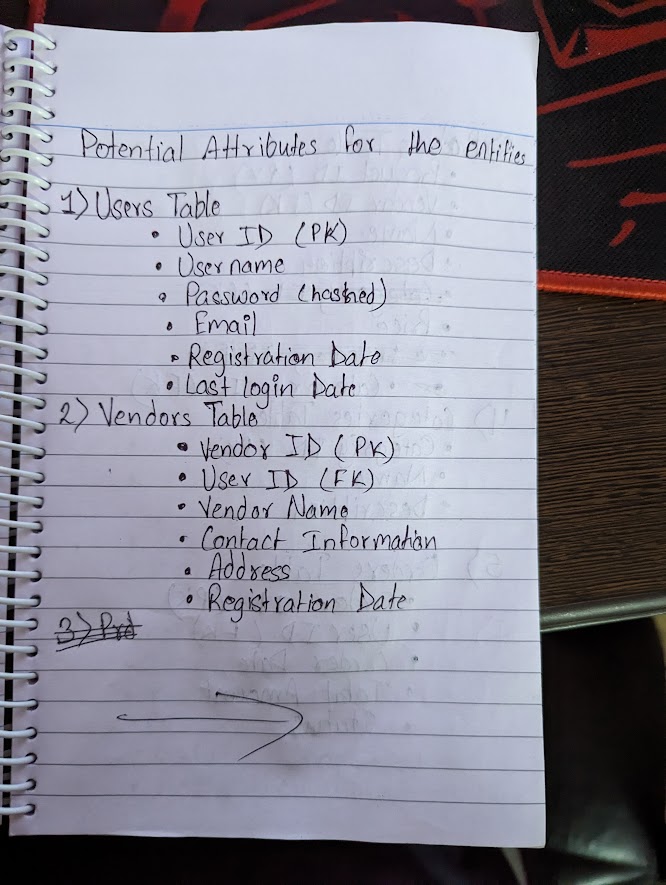 Potential Attributes for the entities
1) Users Table
• User ID (PK)
• Username
• Password (hashed)
• Email
• Registration Date
• Last login Date
2) Vendors Table
• Vendor ID (PK)
• User ID (FK)
• Vendor Name
• Contact Information
• Address
• Registration Date
3) Prd